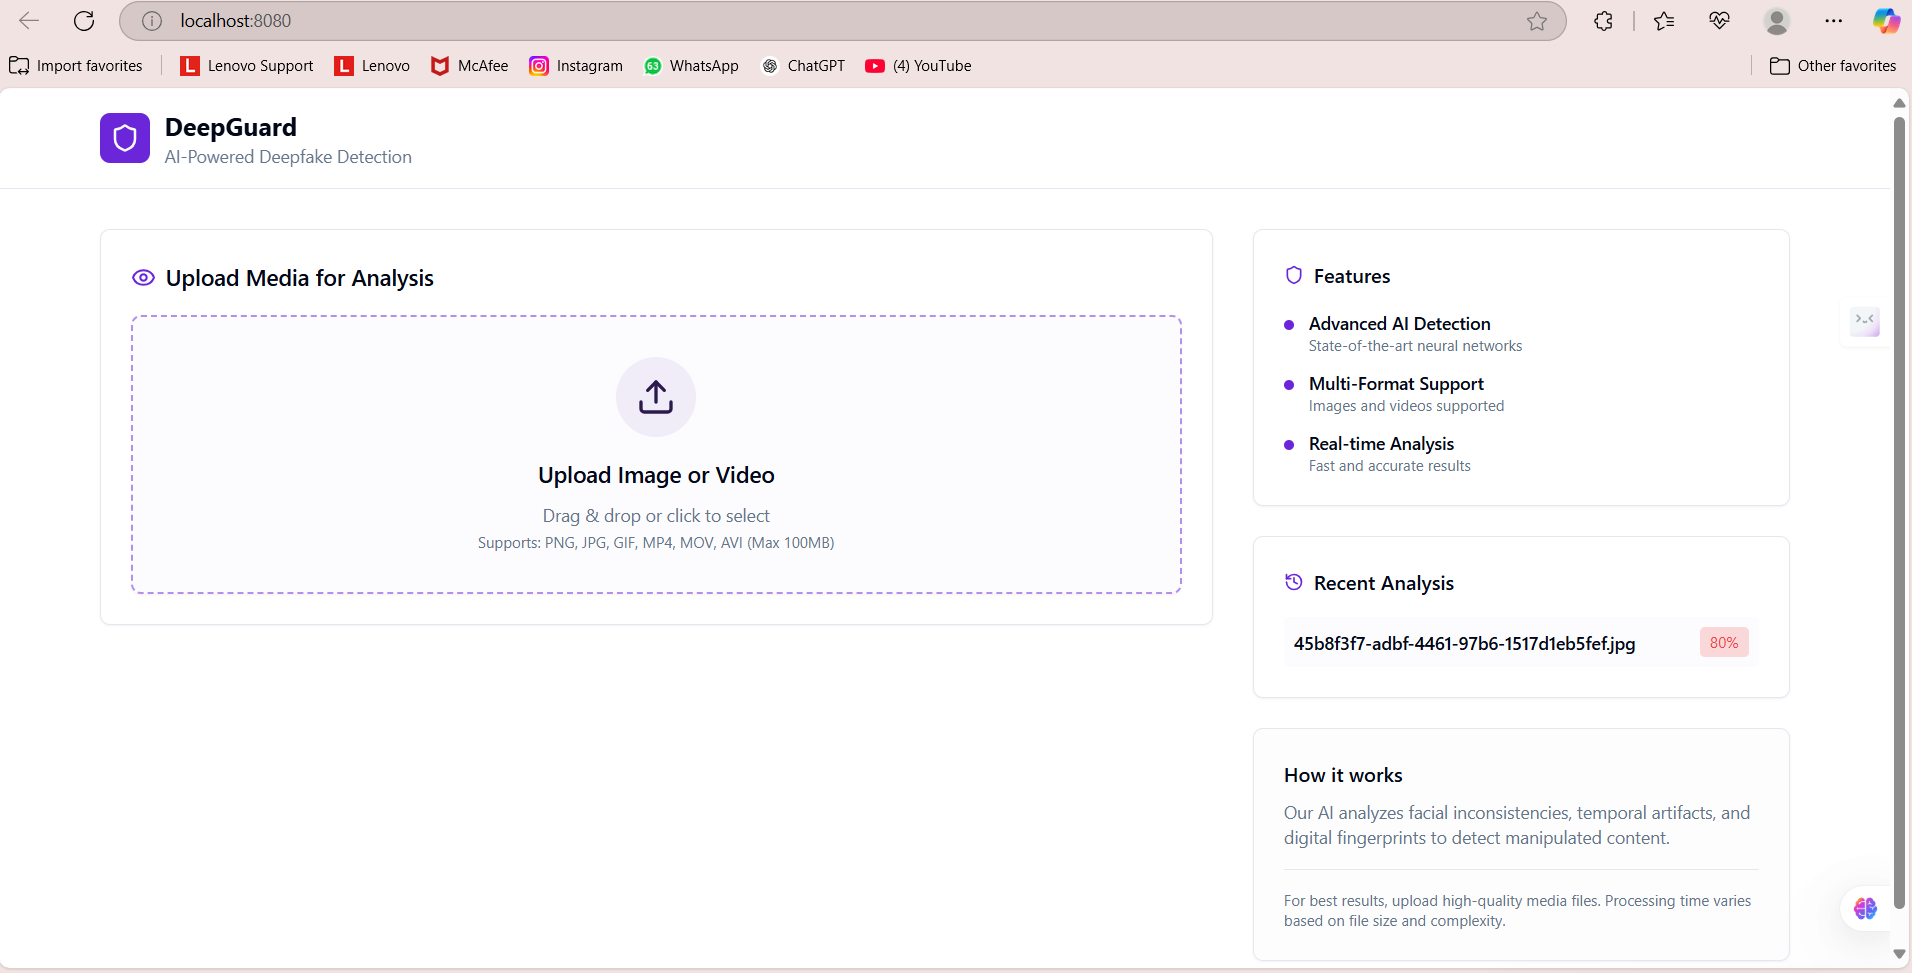 localhost:8080
Import favorites
Lenovo Support
Lenovo
McAfee
Instagram
63
WhatsApp
ChatGPT
(4) YouTube
Other favorites
DeepGuard
AI-Powered Deepfake Detection
Upload Media for Analysis
Upload Image or Video
Drag & drop or click to select
Supports: PNG, JPG, GIF, MP4, MOV, AVI (Max 100MB)
Features
Advanced AI Detection
State-of-the-art neural networks
Multi-Format Support
Images and videos supported
Real-time Analysis
Fast and accurate results
Recent Analysis
45b8f3f7-adbf-4461-97b6-1517d1eb5fef.jpg 80%
How it works
Our AI analyzes facial inconsistencies, temporal artifacts, and
digital fingerprints to detect manipulated content.
For best results, upload high-quality media files. Processing time varies
based on file size and complexity.